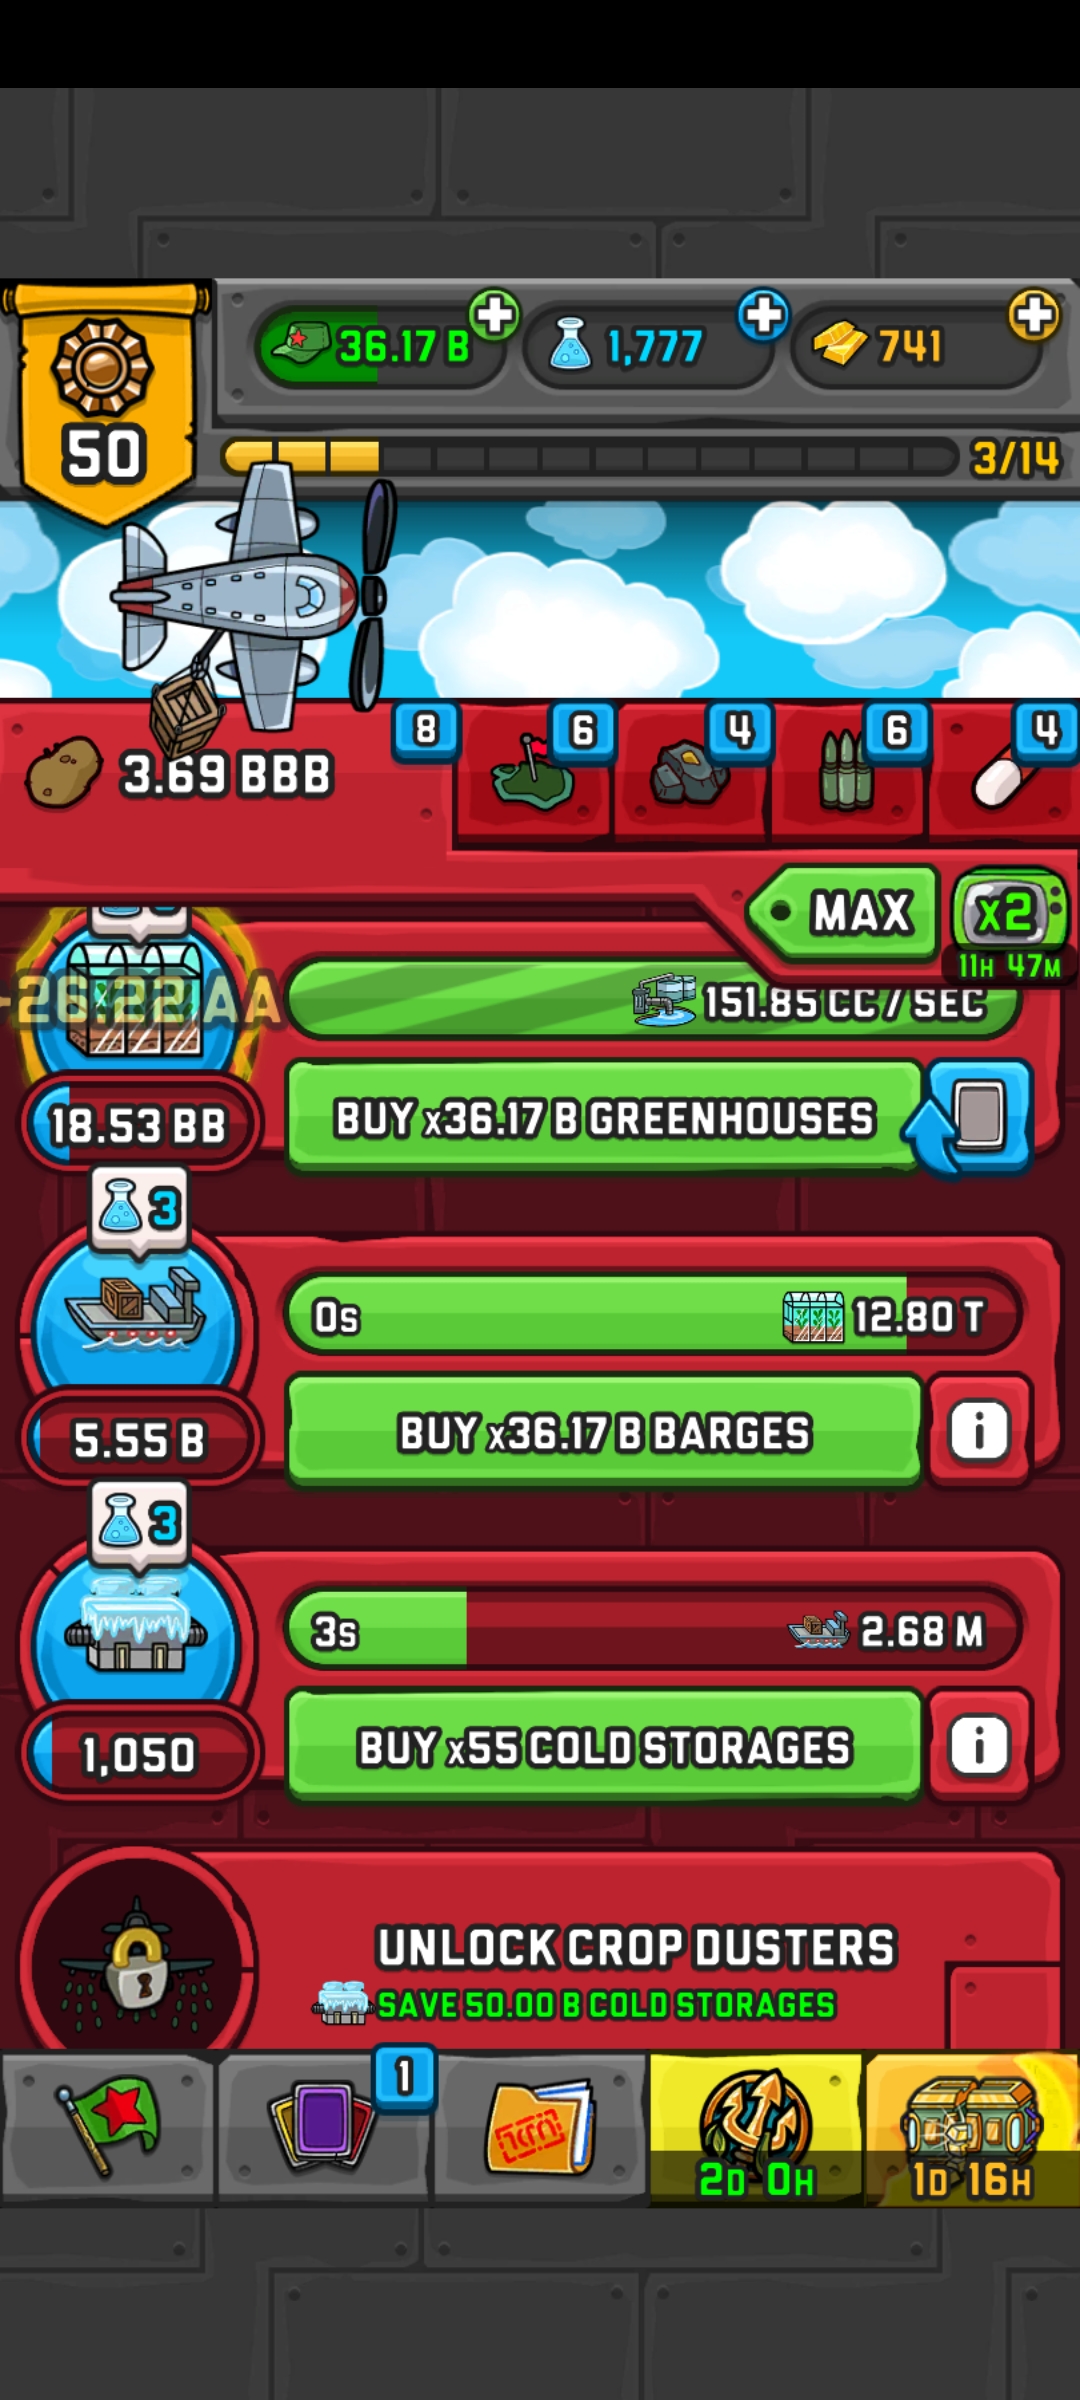 36.17 B
1,777
741
50
3/14
8
6
4
6
4
3.69 BBB
MAX
x2
11H 47M
26.22 AA
151.85 CC / SEC
18.53 BB
BUY x36.17 B GREENHOUSES
3
0s
12.80 T
5.55 B
BUY x36.17 B BARGES
i
3
3s
2.68 M
1,050
BUY x55 COLD STORAGES
i
UNLOCK CROP DUSTERS
SAVE 50.00 B COLD STORAGES
1
2D 0H
1D 16H